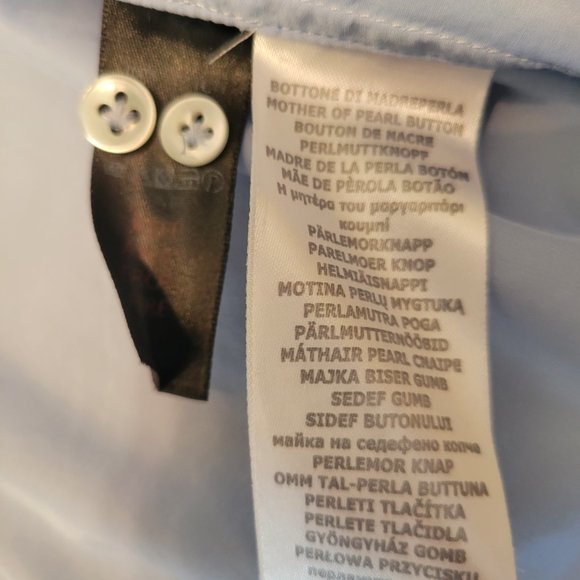 BOTTONE DI MADREPERLA
MOTHER OF PEARL BUTTON
BOUTON DE NACRE
PERLMUTTKNOPP
MADRE DE LA PERLA BOTÓN
MÃE DE PÈROLA BOTÃO
Η μητέρα του μαργαριτάρι
κουμπί
PÄRLEMORKNAPP
PARELMOER KNOP
HELMIÄISNAPPI
MOTINA PERLŲ MYGTUKĄ
PERLAMUTRA POGA
PÄRLMUTTERNÖÖBID
MÁTHAIR PEARL CNAIPE
MAJKA BISER GUMB
SEDEF GUMB
SIDEF BUTONULUI
майка на седефено копче
PERLEMOR KNAP
OMM TAL-PERLA BUTTUNA
PERLETI TLAČÍTKA
PERLETE TLAČIDLA
GYÖNGYHÁZ GOMB
PERŁOWA PRZYCISKU